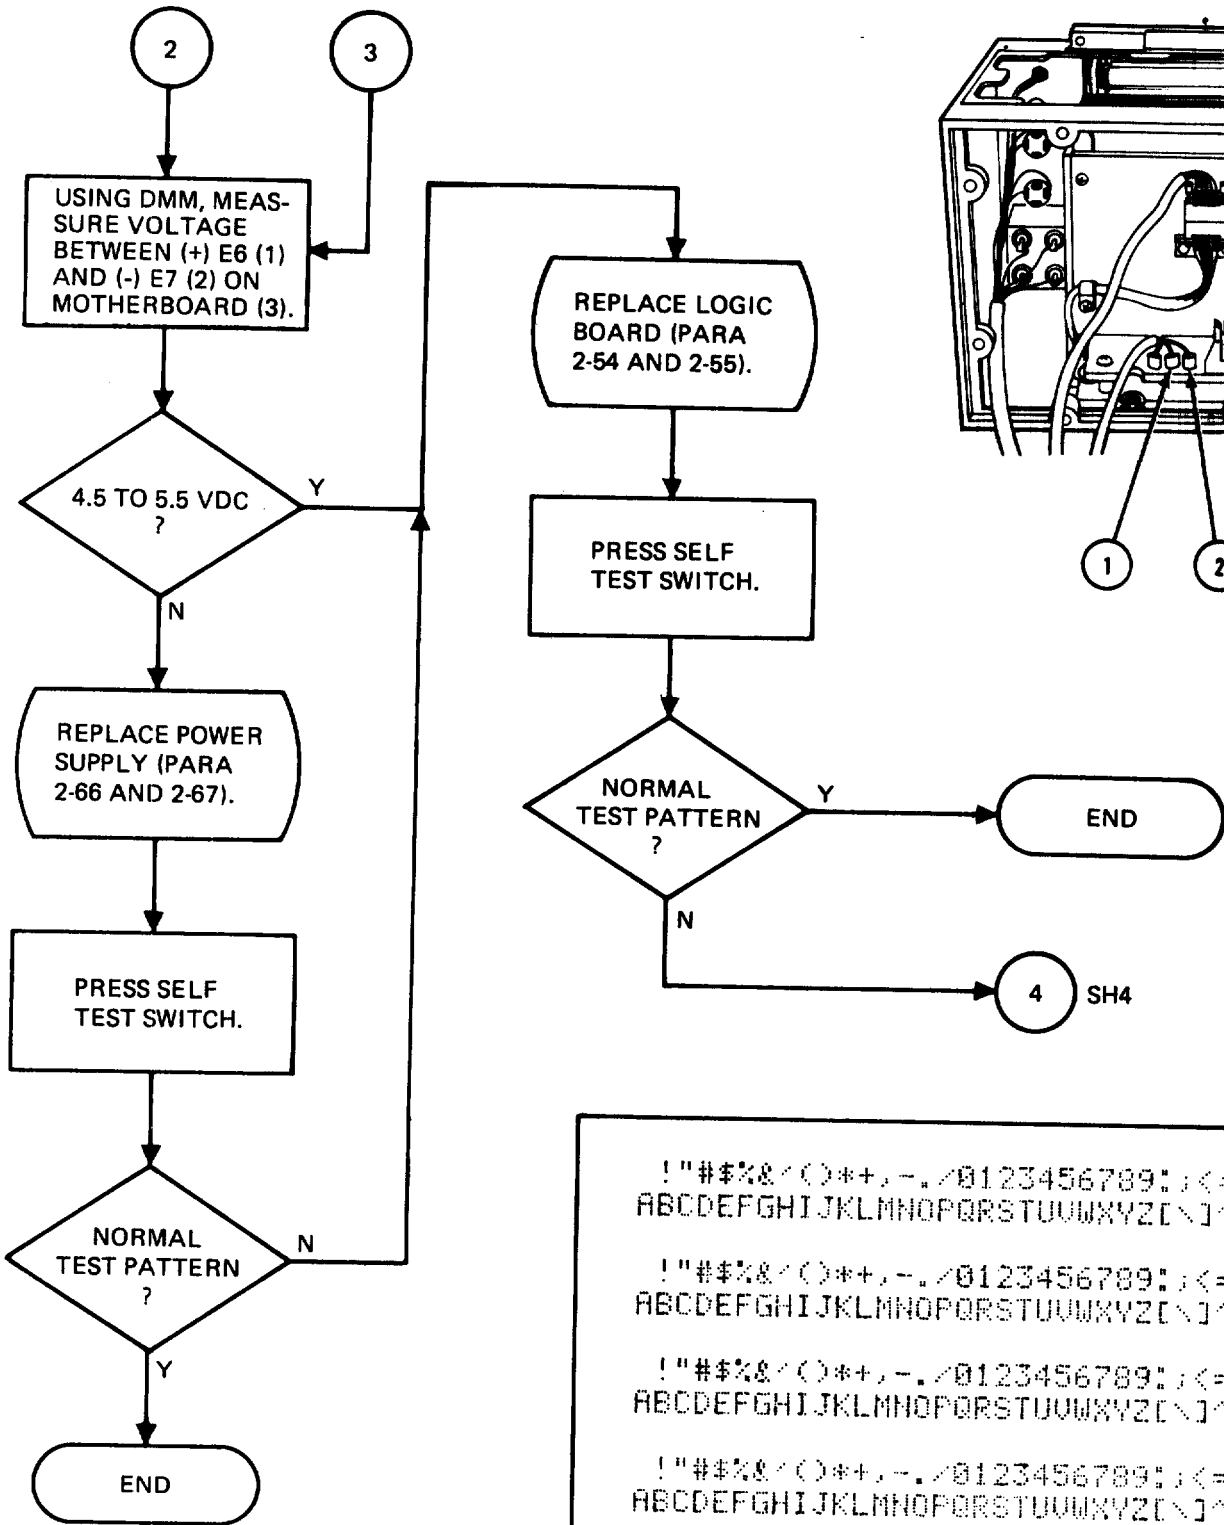 2
3
USING DMM, MEAS-
SURE VOLTAGE
BETWEEN (+) E6 (1)
AND (-) E7 (2) ON
MOTHERBOARD (3).
4.5 TO 5.5 VDC
?
Y
N
REPLACE POWER
SUPPLY (PARA
2-66 AND 2-67).
PRESS SELF
TEST SWITCH.
NORMAL
TEST PATTERN
?
N
Y
END
REPLACE LOGIC
BOARD (PARA
2-54 AND 2-55).
PRESS SELF
TEST SWITCH.
NORMAL
TEST PATTERN
?
Y
END
N
4 SH4
1
2
!"#$%&'()*+,-./0123456789:;<=
ABCDEFGHIJKLMNOPQRSTUVWXYZ[\]^
!"#$%&'()*+,-./0123456789:;<=
ABCDEFGHIJKLMNOPQRSTUVWXYZ[\]^
!"#$%&'()*+,-./0123456789:;<=
ABCDEFGHIJKLMNOPQRSTUVWXYZ[\]^
!"#$%&'()*+,-./0123456789:;<=
ABCDEFGHIJKLMNOPQRSTUVWXYZ[\]^